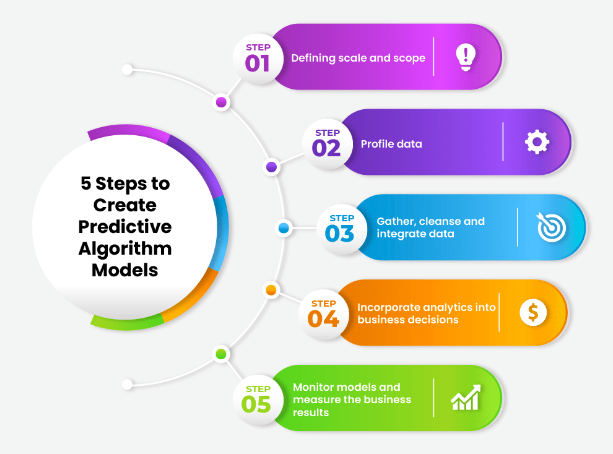 5 Steps to
Create
Predictive
Algorithm
Models
STEP
01
Defining scale and scope
STEP
02
Profile data
STEP
03
Gather, cleanse and
integrate data
STEP
04
Incorporate analytics into
business decisions
$
STEP
05
Monitor models and
measure the business
results